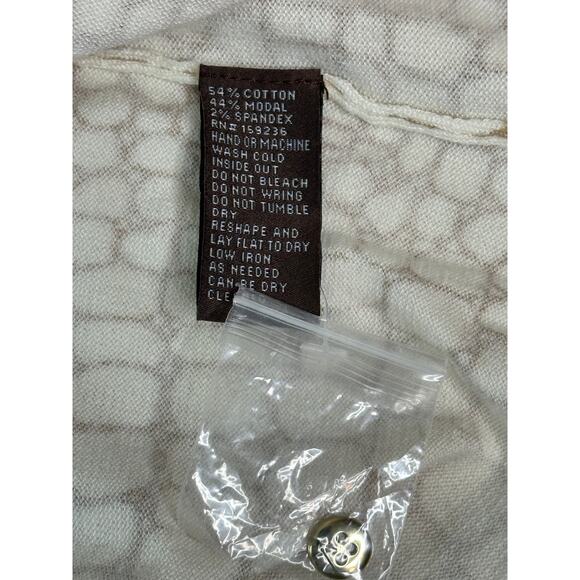 54% COTTON
44% MODAL
2% SPANDEX
RN# 159236
HAND OR MACHINE
WASH COLD
INSIDE OUT
DO NOT BLEACH
DO NOT WRING
DO NOT TUMBLE
DRY
RESHAPE AND
LAY FLAT TO DRY
LOW IRON
AS NEEDED
CAN BE DRY